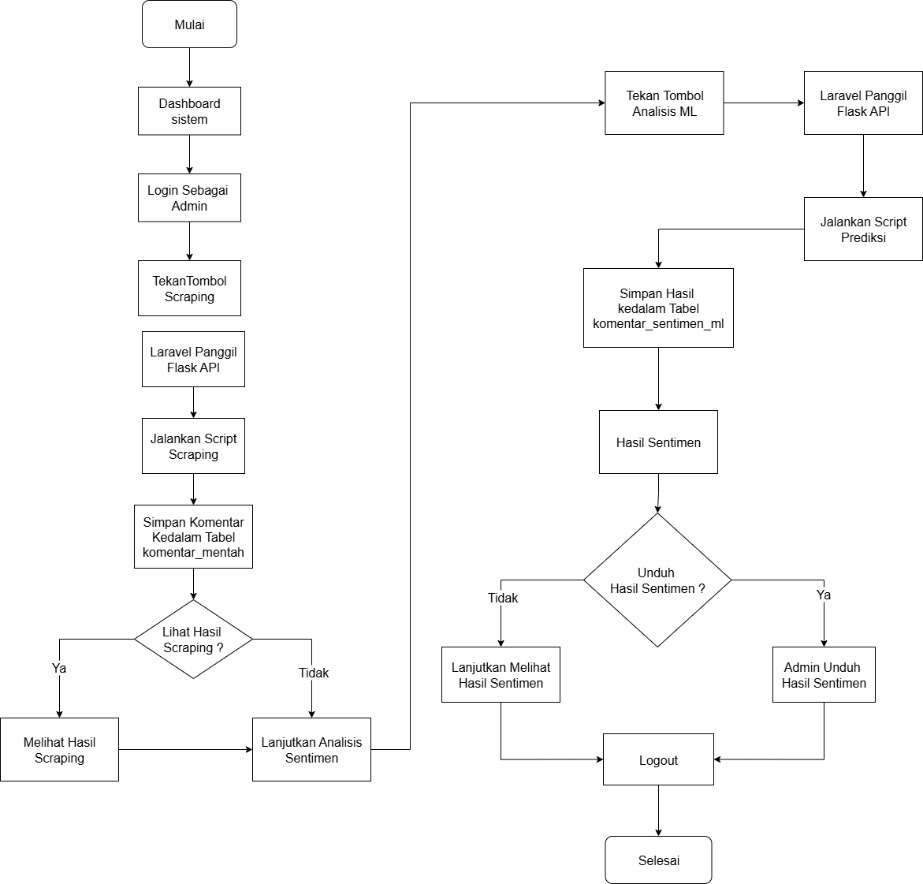 Mulai
Dashboard
sistem
Login Sebagai
Admin
TekanTombol
Scraping
Laravel Panggil
Flask API
Jalankan Script
Scraping
Simpan Komentar
Kedalam Tabel
komentar_mentah
Lihat Hasil
Scraping ?
Ya
Tidak
Melihat Hasil
Scraping
Lanjutkan Analisis
Sentimen
Tekan Tombol
Analisis ML
Laravel Panggil
Flask API
Jalankan Script
Prediksi
Simpan Hasil
kedalam Tabel
komentar_sentimen_ml
Hasil Sentimen
Unduh
Hasil Sentimen ?
Tidak
Ya
Lanjutkan Melihat
Hasil Sentimen
Admin Unduh
Hasil Sentimen
Logout
Selesai